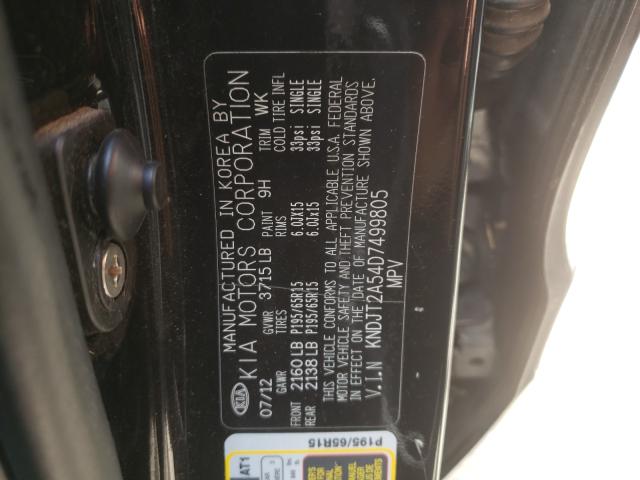 KIA
MANUFACTURED IN KOREA BY
KIA MOTORS CORPORATION
07/12 GVWR 3715 LB PAINT 9H TRIM WK
GAWR TIRES RIMS COLD TIRE INFL
FRONT 2160 LB P195/65R15 6.0JX15 33psi SINGLE
REAR 2138 LB P195/65R15 6.0JX15 33psi SINGLE
THIS VEHICLE CONFORMS TO ALL APPLICABLE U.S.A. FEDERAL
MOTOR VEHICLE SAFETY AND THEFT PREVENTION STANDARDS
IN EFFECT ON THE DATE OF MANUFACTURE SHOWN ABOVE.
V.I.N KNDJT2A54D7499805
MPV
AT1
P195/65R15